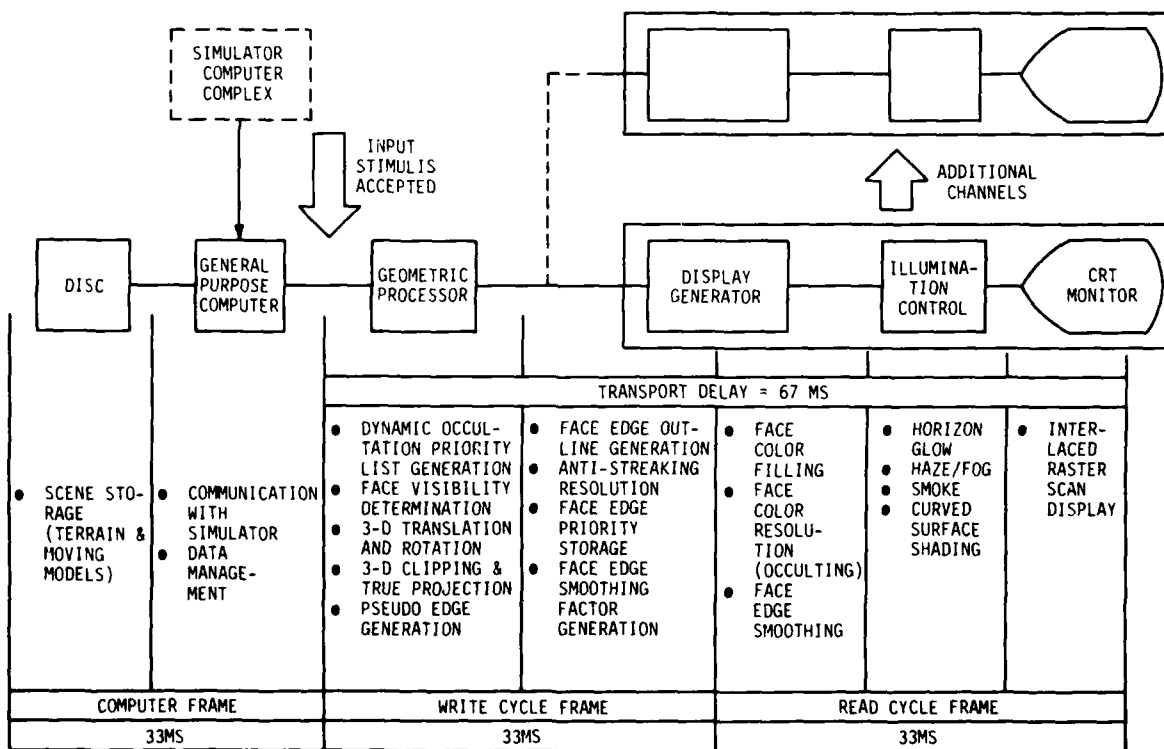 SIMULATOR
COMPUTER
COMPLEX
INPUT
STIMULIS
ACCEPTED
ADDITIONAL
CHANNELS
DISC
GENERAL
PURPOSE
COMPUTER
GEOMETRIC
PROCESSOR
DISPLAY
GENERATOR
ILLUMINA-
TION
CONTROL
CRT
MONITOR
TRANSPORT DELAY = 67 MS
● SCENE STO-
RAGE
(TERRAIN &
MOVING
MODELS)
● COMMUNICATION
WITH
SIMULATOR
● DATA
MANAGE-
MENT
● DYNAMIC OCCUL-
TATION PRIORITY
LIST GENERATION
● FACE VISIBILITY
DETERMINATION
● 3-D TRANSLATION
AND ROTATION
● 3-D CLIPPING &
TRUE PROJECTION
● PSEUDO EDGE
GENERATION
● FACE EDGE OUT-
LINE GENERATION
● ANTI-STREAKING
RESOLUTION
● FACE EDGE
PRIORITY
STORAGE
● FACE EDGE
SMOOTHING
FACTOR
GENERATION
● FACE
COLOR
FILLING
● FACE
COLOR
RESOLU-
TION
(OCCULTING)
● FACE
EDGE
SMOOTHING
● HORIZON
GLOW
● HAZE/FOG
● SMOKE
● CURVED
SURFACE
SHADING
● INTER-
LACED
RASTER
SCAN
DISPLAY
COMPUTER FRAME
WRITE CYCLE FRAME
READ CYCLE FRAME
33MS
33MS
33MS